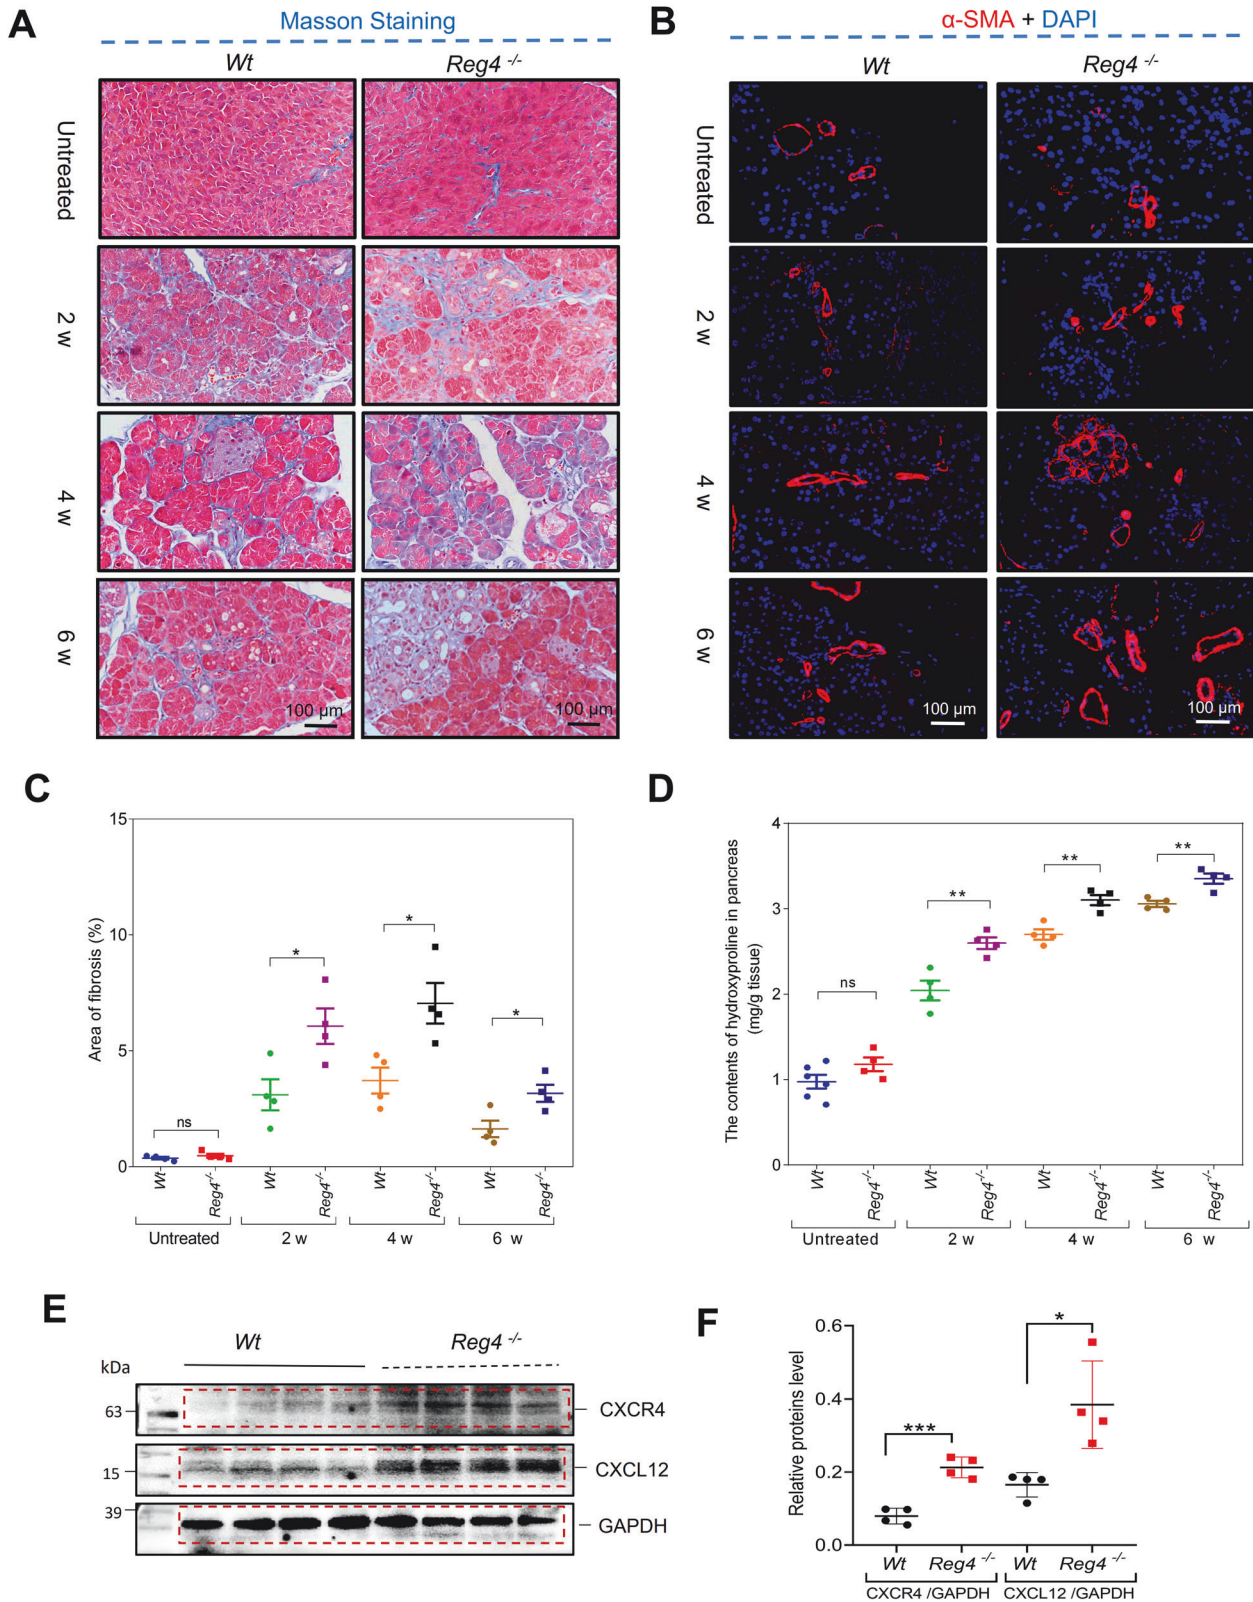 A
Masson Staining
Wt Reg4 -/-
Untreated
2 w
4 w
6 w
100 µm 100 µm
B
α-SMA + DAPI
Wt Reg4 -/-
Untreated
2 w
4 w
6 w
100 µm 100 µm
C
Area of fibrosis (%)
15
10
5
0
ns
*
*
*
Wt Reg4-/- Wt Reg4-/- Wt Reg4-/- Wt Reg4-/-
Untreated 2 w 4 w 6 w
D
The contents of hydroxyproline in pancreas
(mg/g tissue)
4
3
2
1
0
ns
**
**
**
Wt Reg4-/- Wt Reg4-/- Wt Reg4-/- Wt Reg4-/-
Untreated 2 w 4 w 6 w
E
Wt Reg4 -/-
kDa
63 CXCR4
15 CXCL12
39 GAPDH
F
Relative proteins level
0.6
0.4
0.2
0.0
***
*
Wt Reg4 -/- Wt Reg4 -/-
CXCR4 /GAPDH CXCL12 /GAPDH